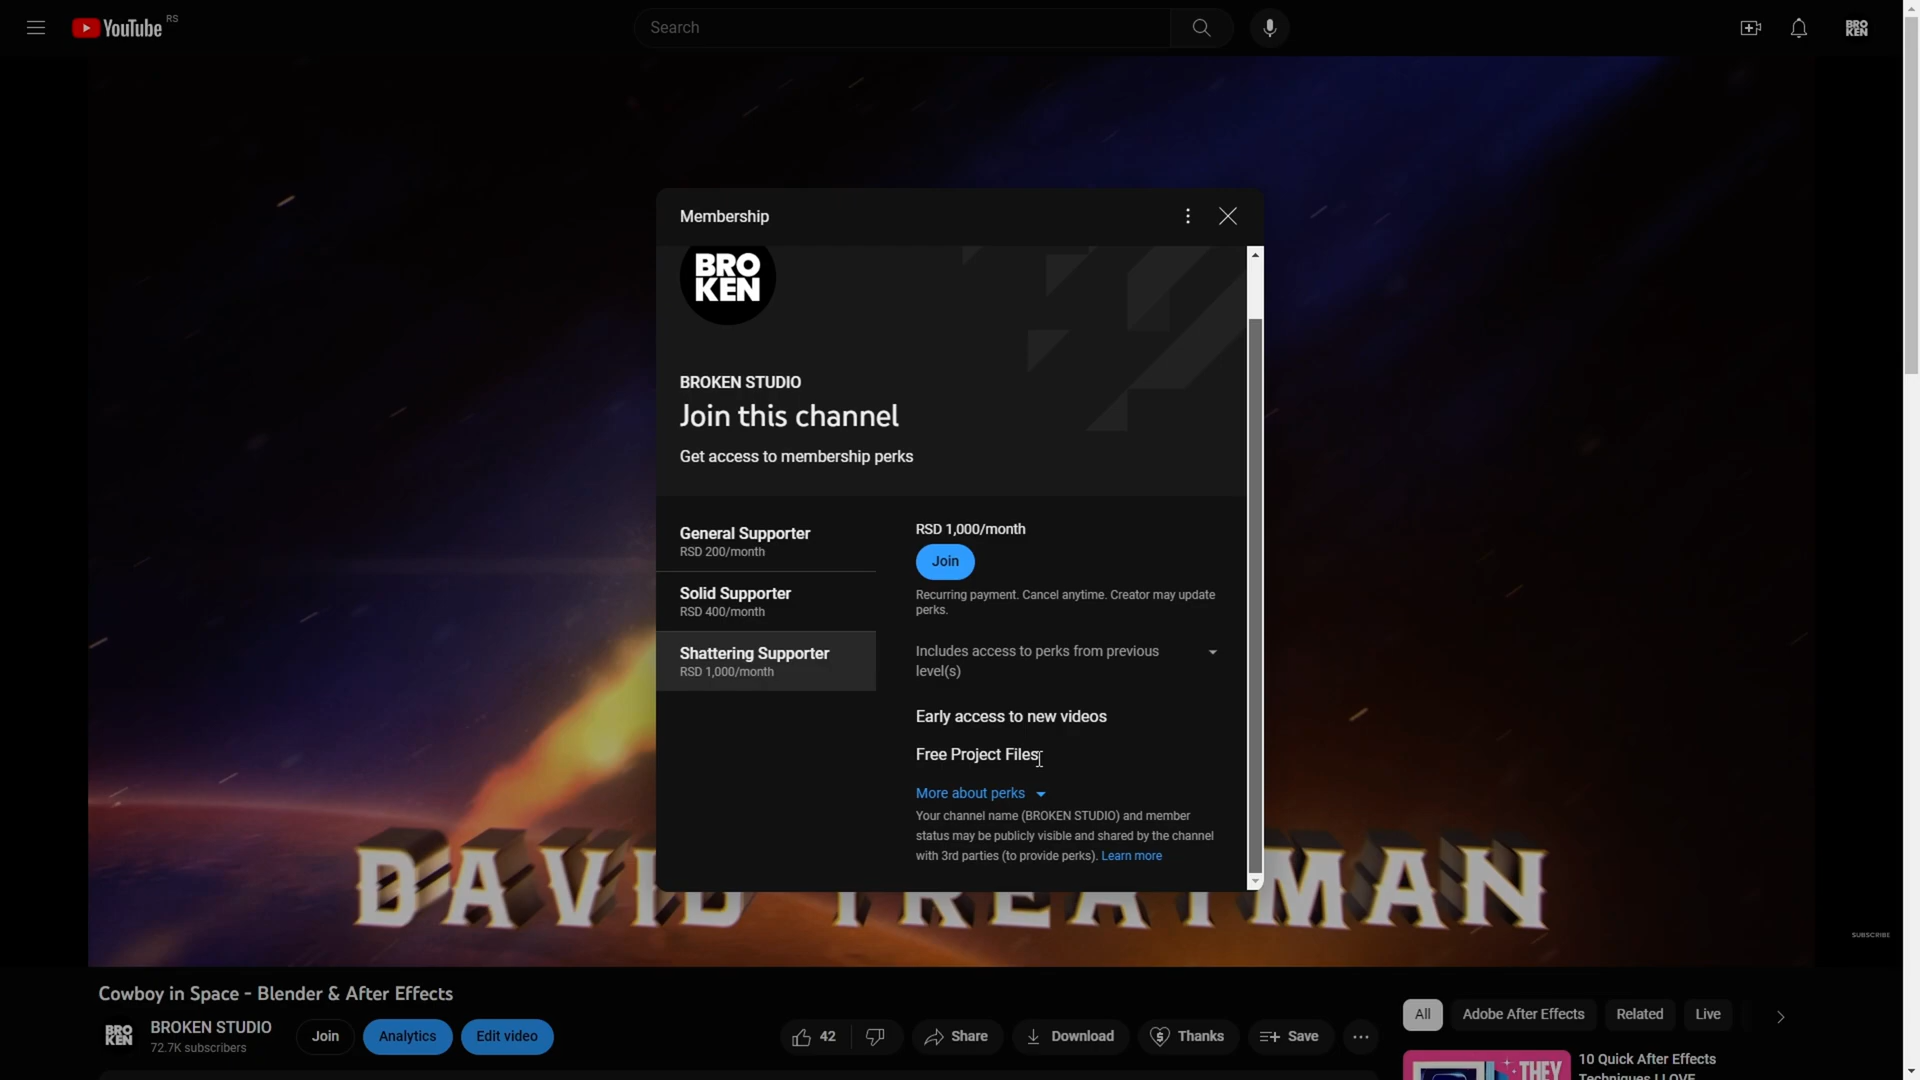 YouTube RS
Search
BRO
KEN
Membership
BRO
KEN
BROKEN STUDIO
Join this channel
Get access to membership perks
General Supporter
RSD 200/month
Solid Supporter
RSD 400/month
Shattering Supporter
RSD 1,000/month
RSD 1,000/month
Join
Recurring payment. Cancel anytime. Creator may update
perks.
Includes access to perks from previous
level(s)
Early access to new videos
Free Project Files
More about perks
Your channel name (BROKEN STUDIO) and member
status may be publicly visible and shared by the channel
with 3rd parties (to provide perks). Learn more
DAVID TREATMAN
SUBSCRIBE
Cowboy in Space - Blender & After Effects
BRO
KEN
BROKEN STUDIO
72.7K subscribers
Join
Analytics
Edit video
42
Share
Download
Thanks
Save
All
Adobe After Effects
Related
Live
THEY
10 Quick After Effects
Techniques I LOVE